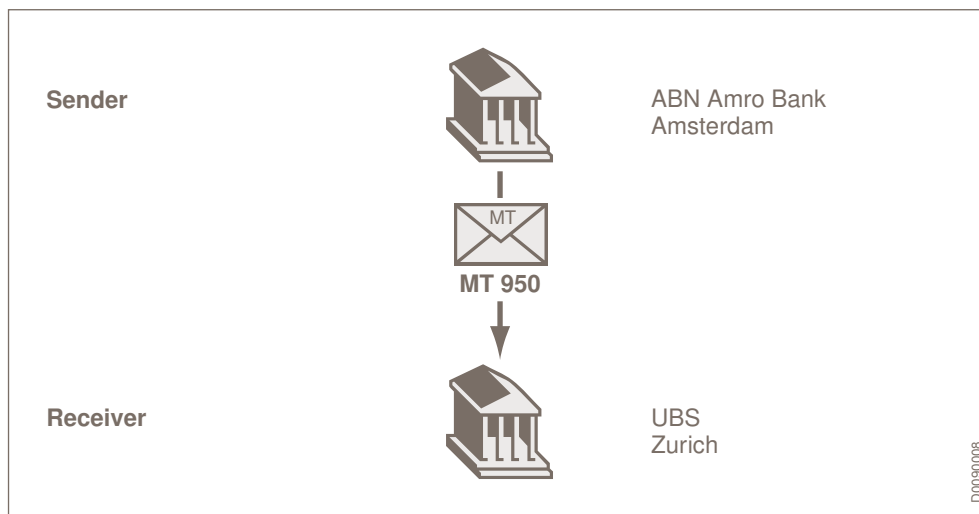 Sender
ABN Amro Bank
Amsterdam
MT
MT 950
Receiver
UBS
Zurich
D0090008